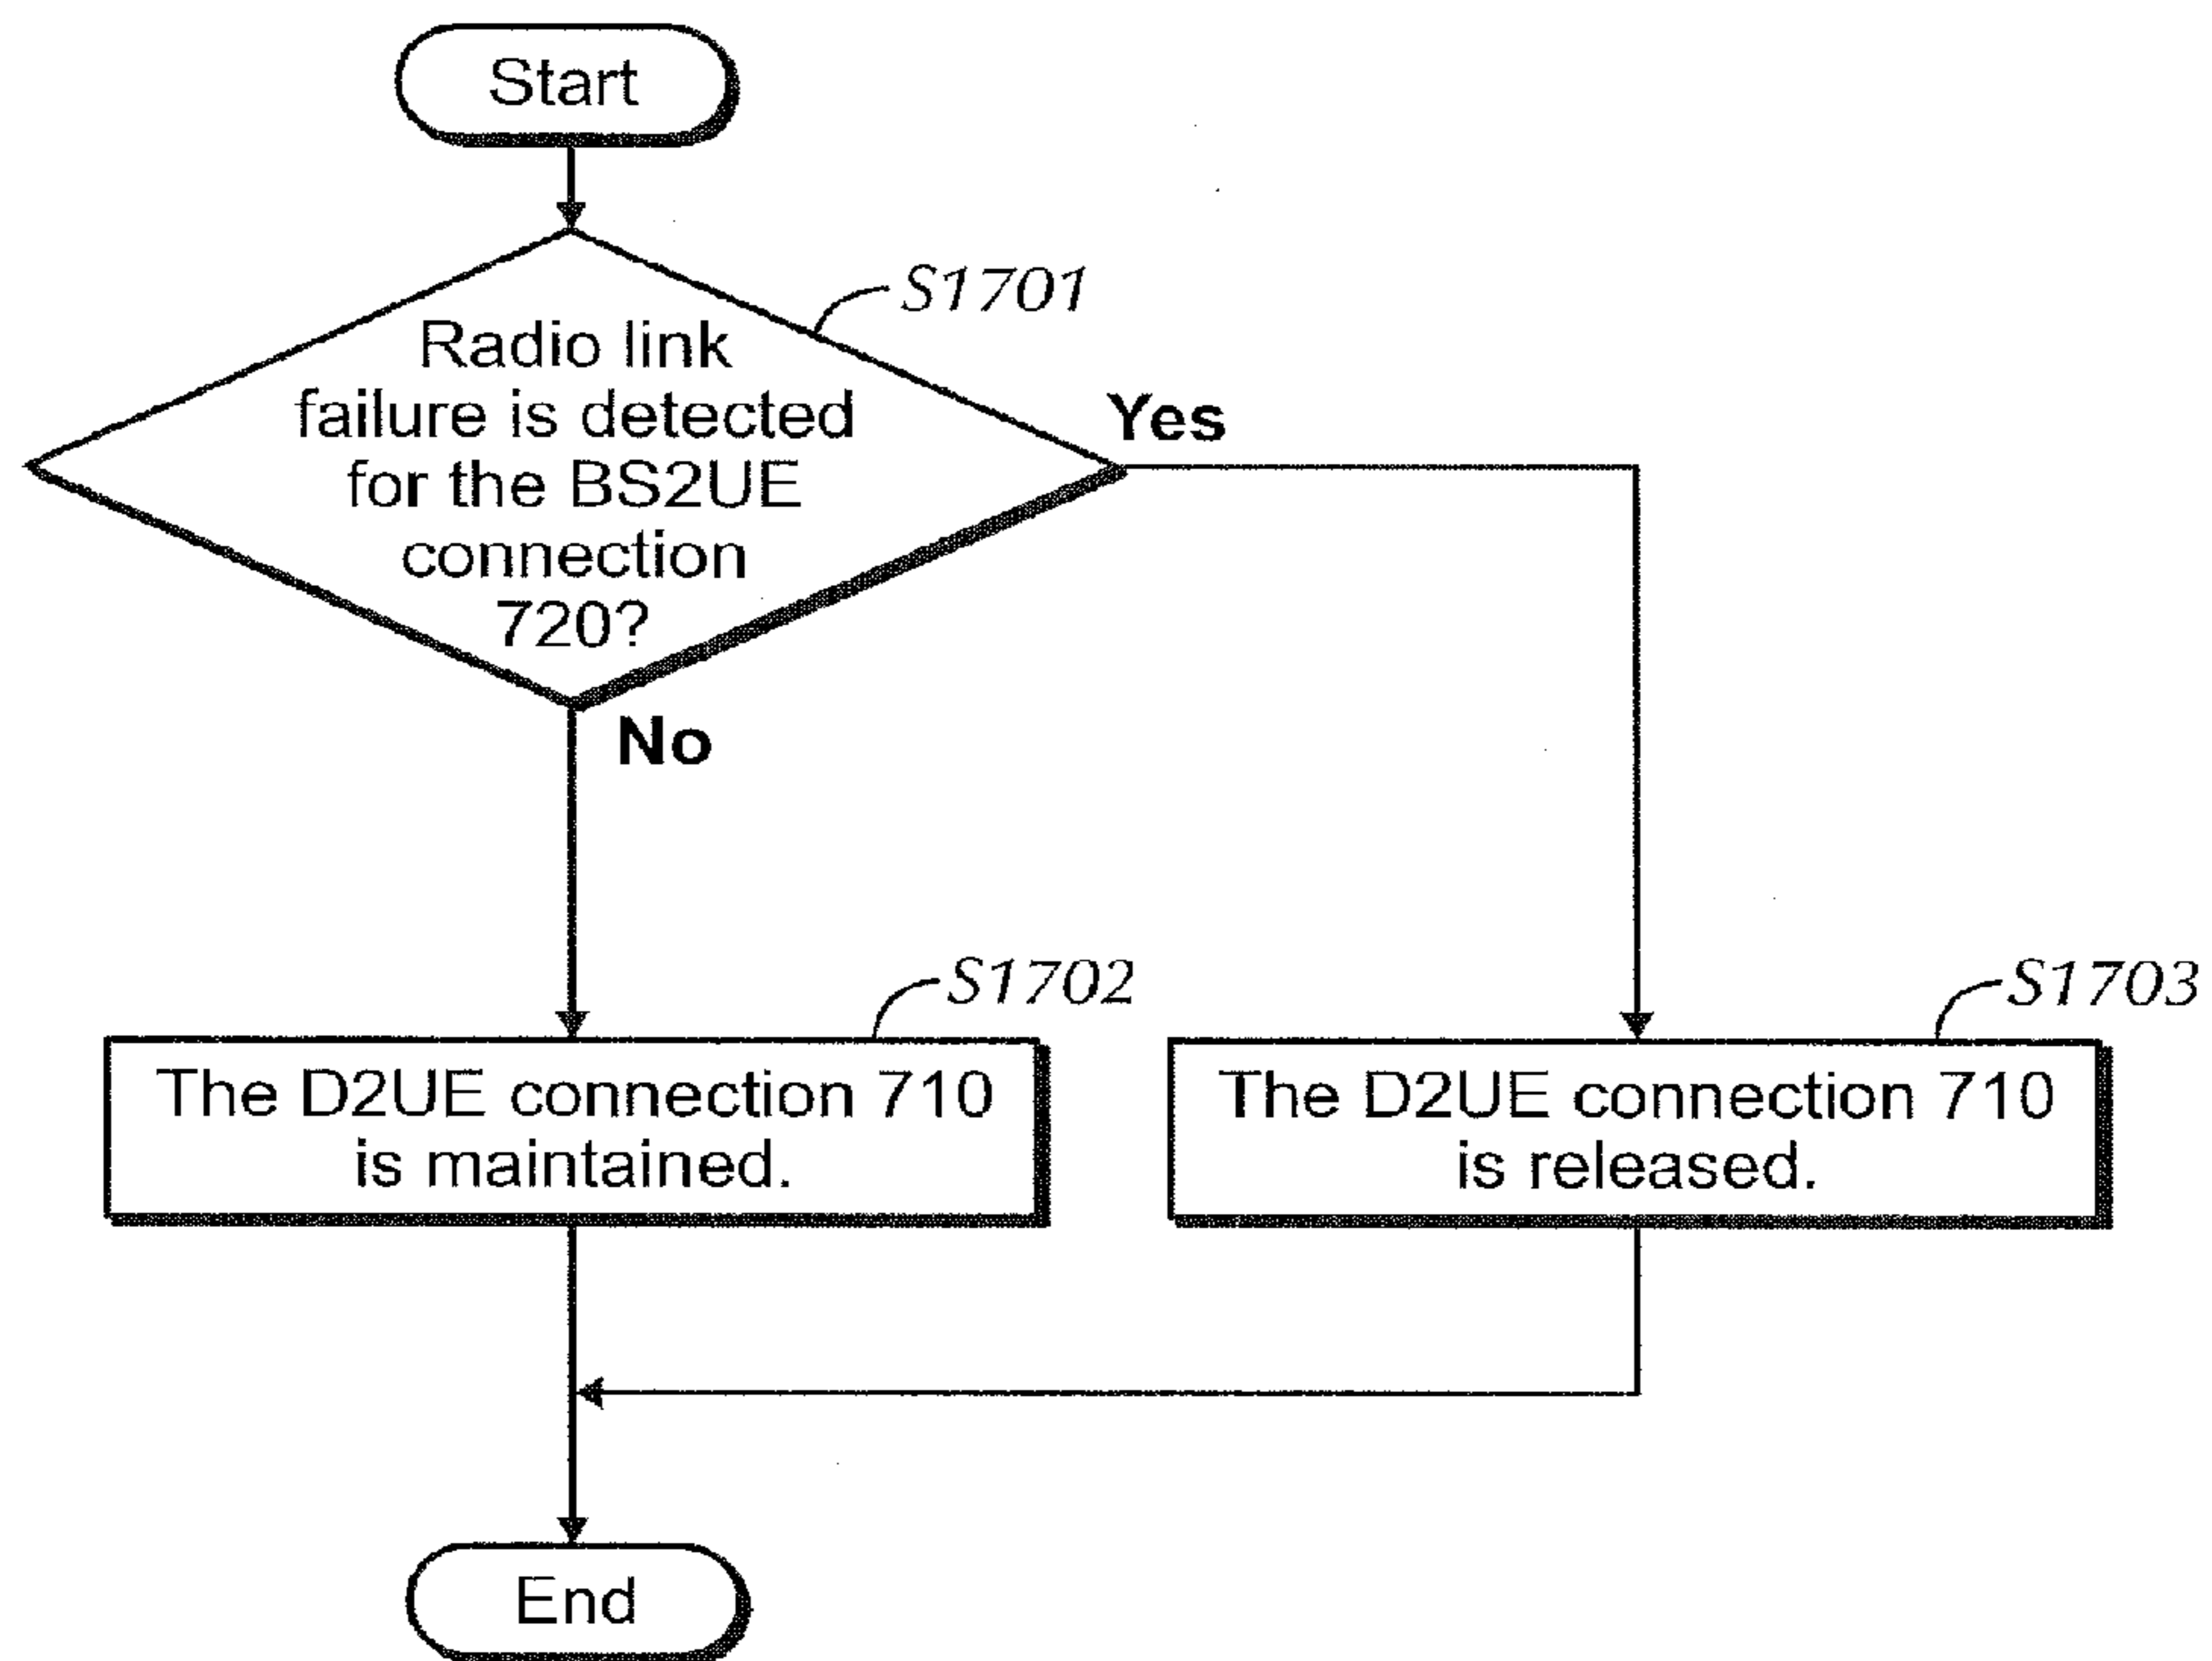 Start
S1701
Radio link
failure is detected
for the BS2UE
connection
720?
Yes
No
S1702
S1703
The D2UE connection 710
is maintained.
The D2UE connection 710
is released.
End